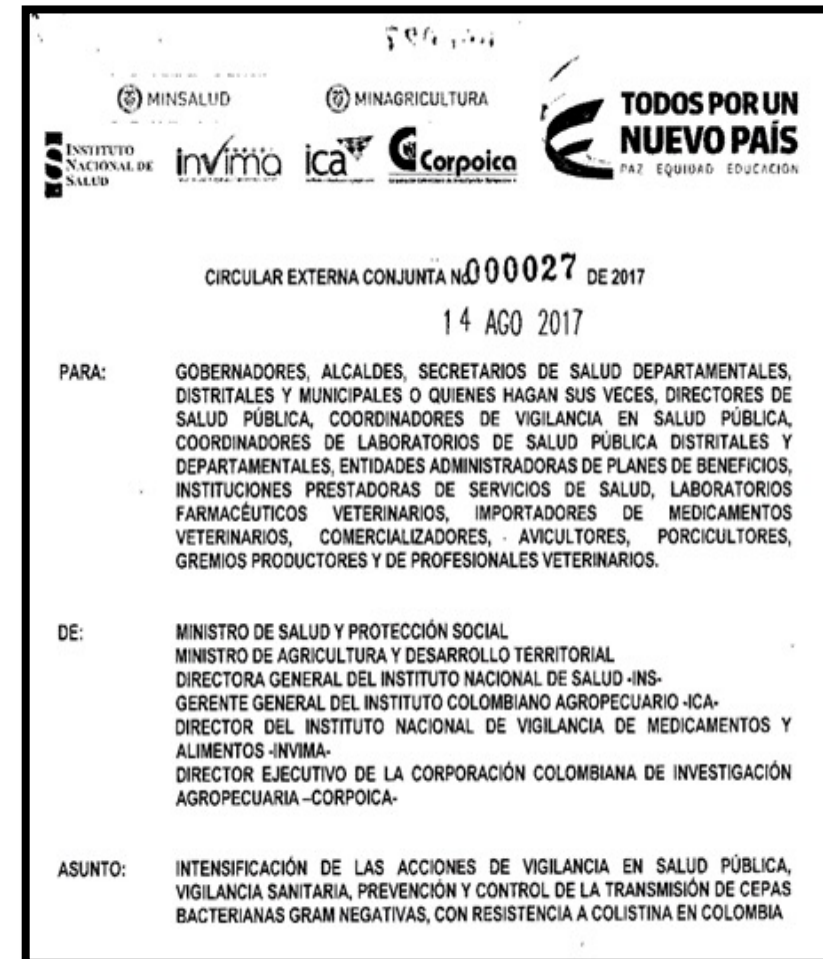 MINSALUD
MINAGRICULTURA
TODOS POR UN
NUEVO PAÍS
PAZ EQUIDAD EDUCACIÓN
INSTITUTO
NACIONAL DE
SALUD
invima
ica
Corpoica
CIRCULAR EXTERNA CONJUNTA No 000027 DE 2017
14 AGO 2017
PARA: GOBERNADORES, ALCALDES, SECRETARIOS DE SALUD DEPARTAMENTALES,
DISTRITALES Y MUNICIPALES O QUIENES HAGAN SUS VECES, DIRECTORES DE
SALUD PÚBLICA, COORDINADORES DE VIGILANCIA EN SALUD PÚBLICA,
COORDINADORES DE LABORATORIOS DE SALUD PÚBLICA DISTRITALES Y
DEPARTAMENTALES, ENTIDADES ADMINISTRADORAS DE PLANES DE BENEFICIOS,
INSTITUCIONES PRESTADORAS DE SERVICIOS DE SALUD, LABORATORIOS
FARMACÉUTICOS VETERINARIOS, IMPORTADORES DE MEDICAMENTOS
VETERINARIOS, COMERCIALIZADORES, AVICULTORES, PORCICULTORES,
GREMIOS PRODUCTORES Y DE PROFESIONALES VETERINARIOS.
DE: MINISTRO DE SALUD Y PROTECCIÓN SOCIAL
MINISTRO DE AGRICULTURA Y DESARROLLO TERRITORIAL
DIRECTORA GENERAL DEL INSTITUTO NACIONAL DE SALUD -INS-
GERENTE GENERAL DEL INSTITUTO COLOMBIANO AGROPECUARIO -ICA-
DIRECTOR DEL INSTITUTO NACIONAL DE VIGILANCIA DE MEDICAMENTOS Y
ALIMENTOS -INVIMA-
DIRECTOR EJECUTIVO DE LA CORPORACIÓN COLOMBIANA DE INVESTIGACIÓN
AGROPECUARIA –CORPOICA-
ASUNTO: INTENSIFICACIÓN DE LAS ACCIONES DE VIGILANCIA EN SALUD PÚBLICA,
VIGILANCIA SANITARIA, PREVENCIÓN Y CONTROL DE LA TRANSMISIÓN DE CEPAS
BACTERIANAS GRAM NEGATIVAS, CON RESISTENCIA A COLISTINA EN COLOMBIA